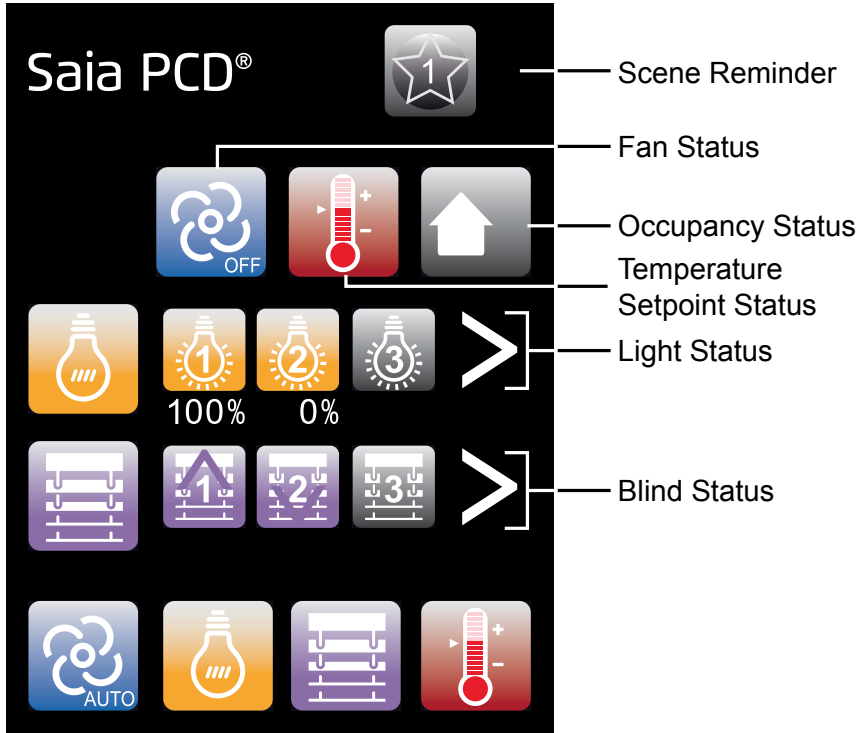 Saia PCD®
1
Scene Reminder
Fan Status
OFF
+
−
Occupancy Status
Temperature
Setpoint Status
1 2 3 >
Light Status
100% 0%
1 2 3 >
Blind Status
AUTO
+
−